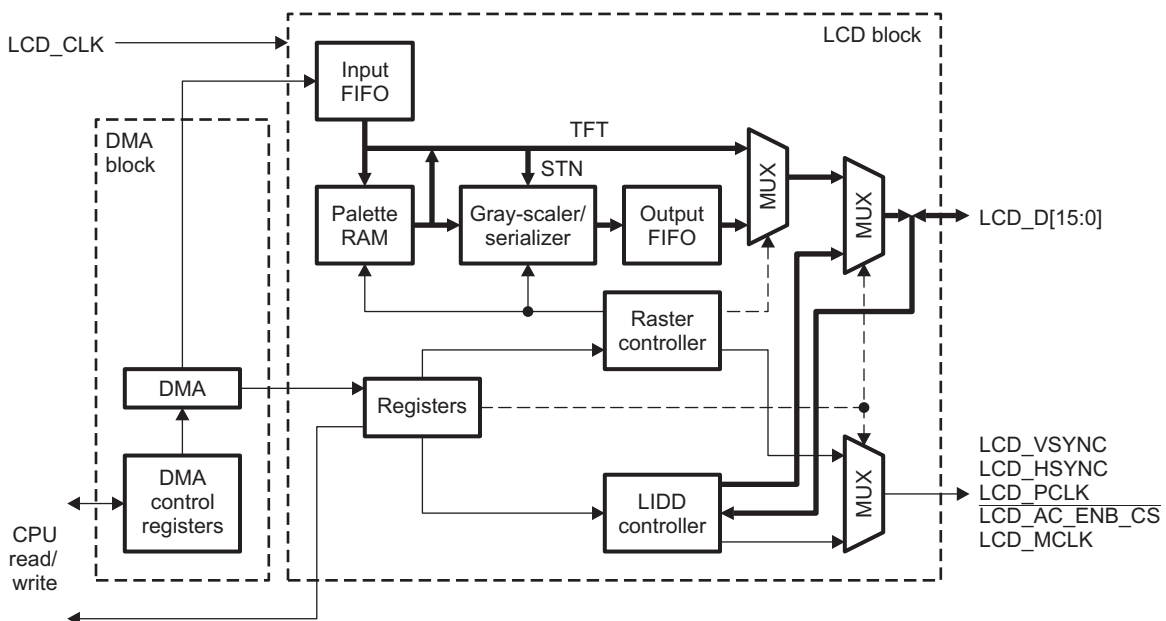 LCD_CLK
LCD block
Input
FIFO
DMA
block
TFT
STN
MUX
MUX
Palette
RAM
Gray-scaler/
serializer
Output
FIFO
LCD_D[15:0]
Raster
controller
DMA
Registers
DMA
control
registers
LIDD
controller
MUX
LCD_VSYNC
LCD_HSYNC
LCD_PCLK
LCD_AC_ENB_CS
LCD_MCLK
CPU
read/
write